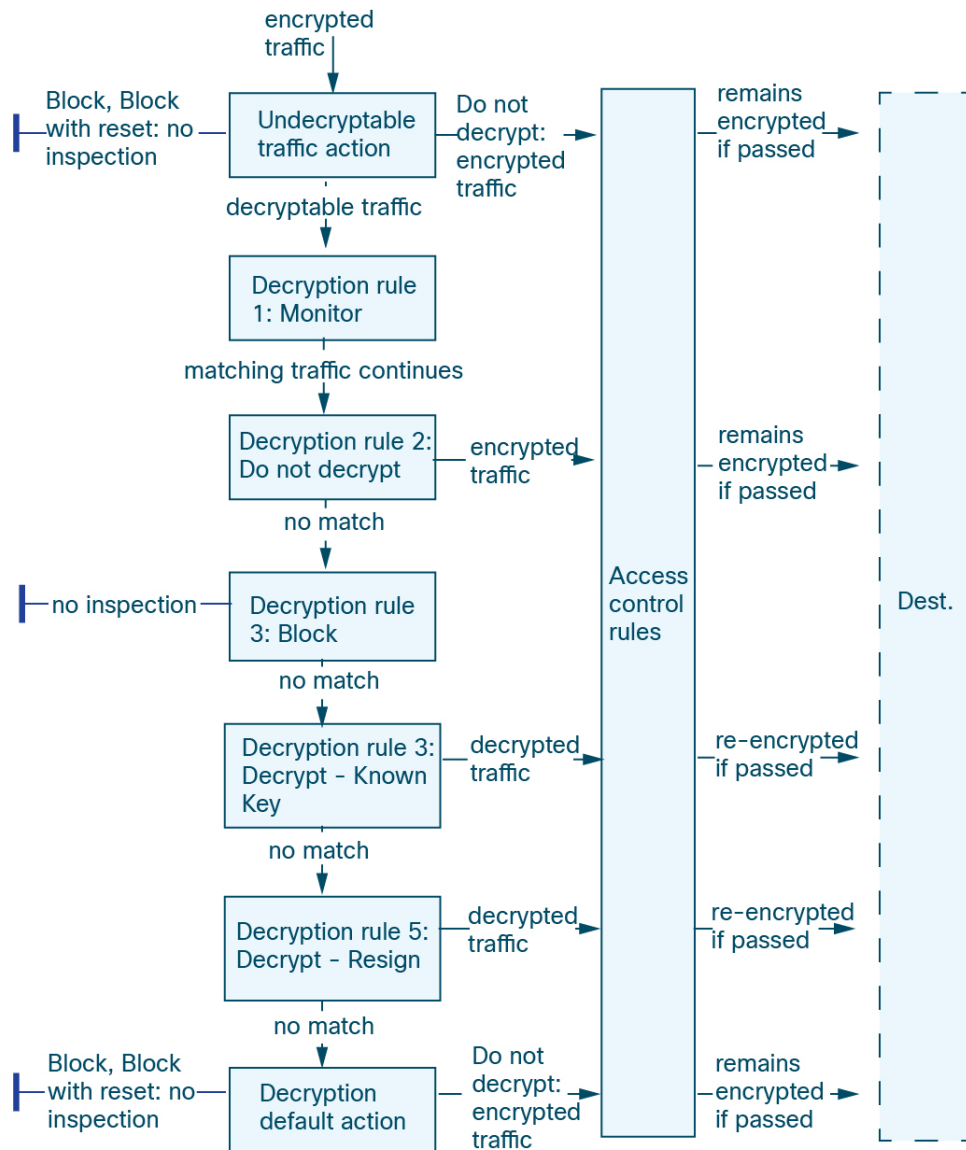 encrypted
traffic
Block, Block
with reset: no
inspection
Undecryptable
traffic action
Do not
decrypt:
encrypted
traffic
remains
encrypted
if passed
decryptable traffic
Decryption rule
1: Monitor
matching traffic continues
Decryption rule 2:
Do not decrypt
encrypted
traffic
remains
encrypted
if passed
no match
no inspection
Decryption rule
3: Block
Access
control
rules
Dest.
no match
Decryption rule 3:
Decrypt - Known
Key
decrypted
traffic
re-encrypted
if passed
no match
Decryption rule 5:
Decrypt - Resign
decrypted
traffic
re-encrypted
if passed
no match
Block, Block
with reset: no
inspection
Decryption
default action
Do not
decrypt:
encrypted
traffic
remains
encrypted
if passed